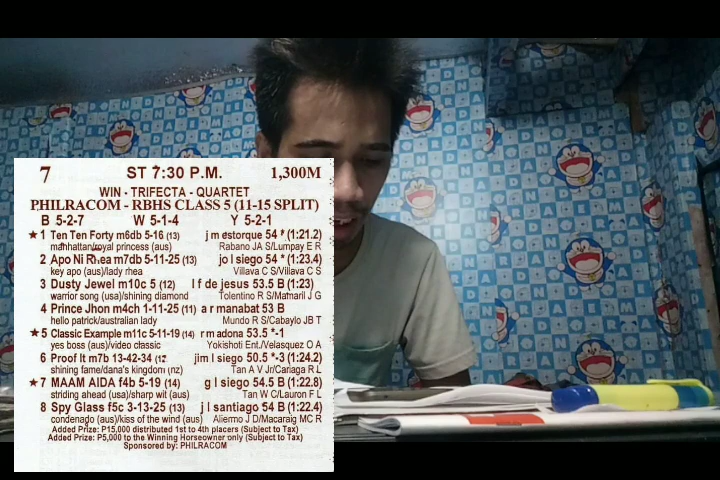 7 ST 7:30 P.M. 1,300M
WIN - TRIFECTA - QUARTET
PHILRACOM - RBHS CLASS 5 (11-15 SPLIT)
B 5-2-7 W 5-1-4 Y 5-2-1
★ 1 Ten Ten Forty m6db 5-16 (13) j m estorque 54 * (1:21.2)
manhattan/royal princess (aus) Rabano JA S/Lumpay E R
2 Apo Ni Rhea m7db 5-11-25 (13) jo l siego 54 * (1:23.4)
key apo (aus)/lady rhea Villava C S/Villava C S
3 Dusty Jewel m10c 5 (12) l f de jesus 53.5 B (1:23)
warrior song (usa)/shining diamond Tolentino R S/Mamaril J G
4 Prince Jhon m4ch 1-11-25 (11) a r manabat 53 B
hello patrick/australian lady Mundo R S/Cabaylo JB T
★ 5 Classic Example m11c 5-11-19 (14) r m adona 53.5 *-1
yes boss (aus)/video classic Yokishoti Ent./Velasquez O A
6 Proof It m7b 13-42-34 (12 jim l siego 50.5 *-3 (1:24.2)
shining fame/dana's kingdom (nz) Tan A V Jr/Cariaga R L
★ 7 MAAM AIDA f4b 5-19 (14) g l siego 54.5 B (1:22.8)
striding ahead (usa)/sharp wit (aus) Tan W C/Lauron F L
8 Spy Glass f5c 3-13-25 (13) j l santiago 54 B (1:22.4)
condenado (aus)/kiss of the wind (aus) Aliermo J D/Macaraig MC R
Added Prize: P15,000 distributed 1st to 4th placers (Subject to Tax)
Added Prize: P5,000 to the Winning Horseowner only (Subject to Tax)
Sponsored by: PHILRACOM